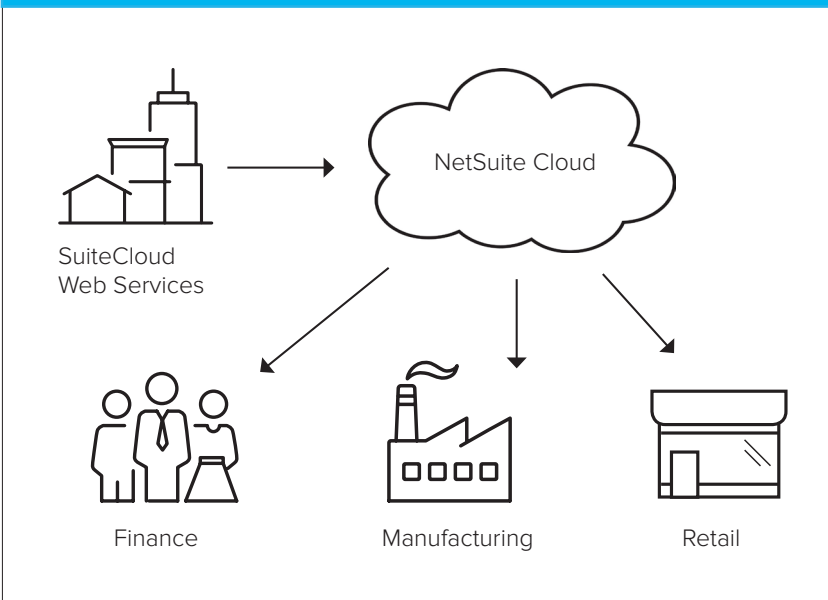 NetSuite Cloud
SuiteCloud
Web Services
Finance
Manufacturing
Retail